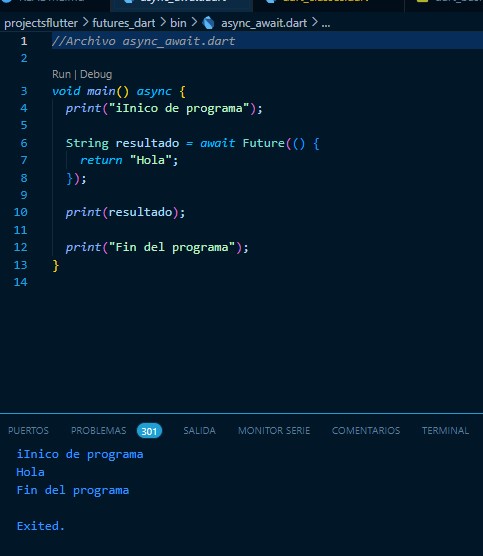 projectsflutter > futures_dart > bin > async_await.dart > ...
1 //Archivo async_await.dart
2
Run | Debug
3 void main() async {
4 print("iInico de programa");
5
6 String resultado = await Future(() {
7 return "Hola";
8 });
9
10 print(resultado);
11
12 print("Fin del programa");
13 }
14
PUERTOS PROBLEMAS 301 SALIDA MONITOR SERIE COMENTARIOS TERMINAL
iInico de programa
Hola
Fin del programa
Exited.